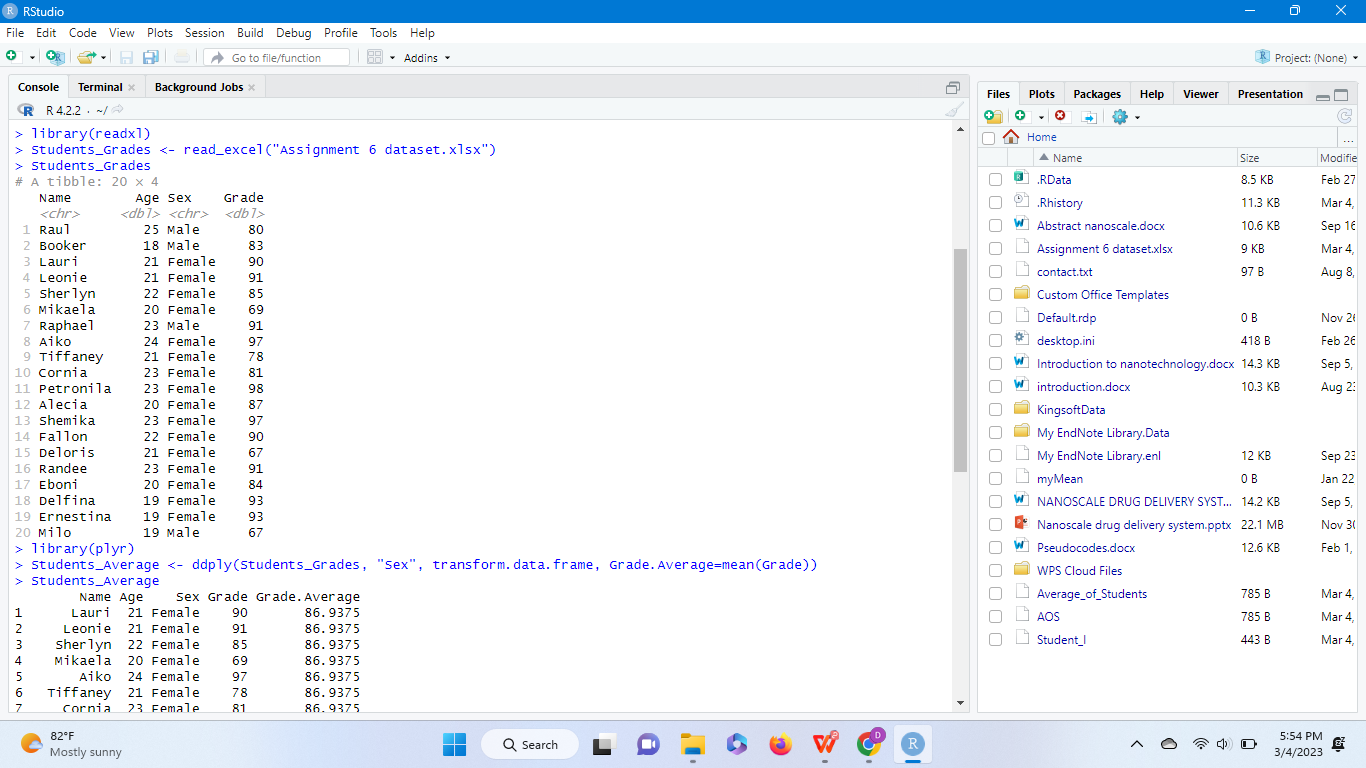 RStudio
File Edit Code View Plots Session Build Debug Profile Tools Help
Go to file/function Addins Project: (None)
Console Terminal Background Jobs
R 4.2.2 · ~/
> library(readxl)
> Students_Grades <- read_excel("Assignment 6 dataset.xlsx")
> Students_Grades
# A tibble: 20 × 4
Name Age Sex Grade
<chr> <dbl> <chr> <dbl>
1 Raul 25 Male 80
2 Booker 18 Male 83
3 Lauri 21 Female 90
4 Leonie 21 Female 91
5 Sherlyn 22 Female 85
6 Mikaela 20 Female 69
7 Raphael 23 Male 91
8 Aiko 24 Female 97
9 Tiffaney 21 Female 78
10 Cornia 23 Female 81
11 Petronila 23 Female 98
12 Alecia 20 Female 87
13 Shemika 23 Female 97
14 Fallon 22 Female 90
15 Deloris 21 Female 67
16 Randee 23 Female 91
17 Eboni 20 Female 84
18 Delfina 19 Female 93
19 Ernestina 19 Female 93
20 Milo 19 Male 67
> library(plyr)
> Students_Average <- ddply(Students_Grades, "Sex", transform.data.frame, Grade.Average=mean(Grade))
> Students_Average
Name Age Sex Grade Grade.Average
1 Lauri 21 Female 90 86.9375
2 Leonie 21 Female 91 86.9375
3 Sherlyn 22 Female 85 86.9375
4 Mikaela 20 Female 69 86.9375
5 Aiko 24 Female 97 86.9375
6 Tiffaney 21 Female 78 86.9375
7 Cornia 23 Female 81 86.9375
Files Plots Packages Help Viewer Presentation
Home ...
Name Size Modifie
.RData 8.5 KB Feb 27
.Rhistory 11.3 KB Mar 4,
Abstract nanoscale.docx 10.6 KB Sep 16
Assignment 6 dataset.xlsx 9 KB Mar 4,
contact.txt 97 B Aug 8,
Custom Office Templates
Default.rdp 0 B Nov 26
desktop.ini 418 B Feb 26
Introduction to nanotechnology.docx 14.3 KB Sep 5,
introduction.docx 10.3 KB Aug 23
KingsoftData
My EndNote Library.Data
My EndNote Library.enl 12 KB Sep 23
myMean 0 B Jan 22
NANOSCALE DRUG DELIVERY SYST... 14.2 KB Sep 5,
Nanoscale drug delivery system.pptx 22.1 MB Nov 30
Pseudocodes.docx 12.6 KB Feb 1,
WPS Cloud Files
Average_of_Students 785 B Mar 4,
AOS 785 B Mar 4,
Student_l 443 B Mar 4,
82°F
Mostly sunny
Search
5:54 PM
3/4/2023